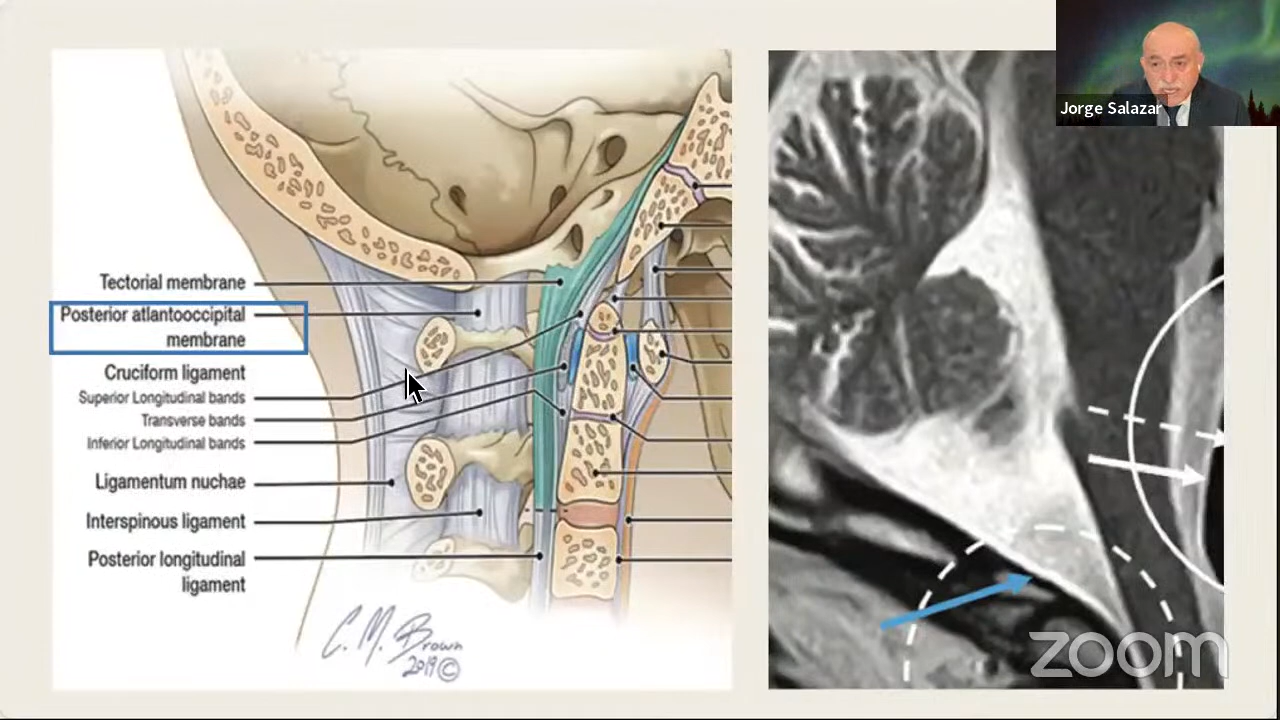 Jorge Salazar
Tectorial membrane
Posterior atlantooccipital
membrane
Cruciform ligament
Superior Longitudinal bands
Transverse bands
Inferior Longitudinal bands
Ligamentum nuchae
Interspinous ligament
Posterior longitudinal
ligament
C. M. Brown
2019 ©
zoom